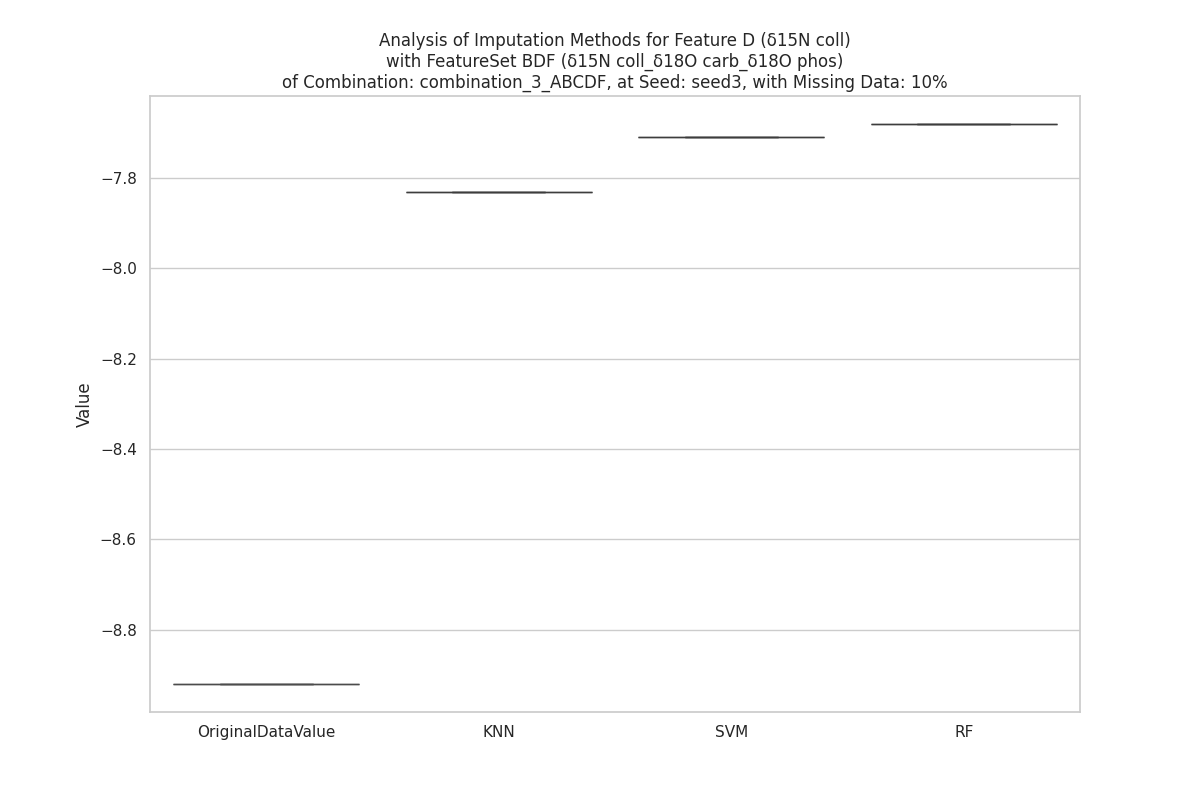 Analysis of Imputation Methods for Feature D (δ15N coll)
with FeatureSet BDF (δ15N coll_δ18O carb_δ18O phos)
of Combination: combination_3_ABCDF, at Seed: seed3, with Missing Data: 10%
−7.8
−8.0
−8.2
−8.4
−8.6
−8.8
Value
OriginalDataValue
KNN
SVM
RF